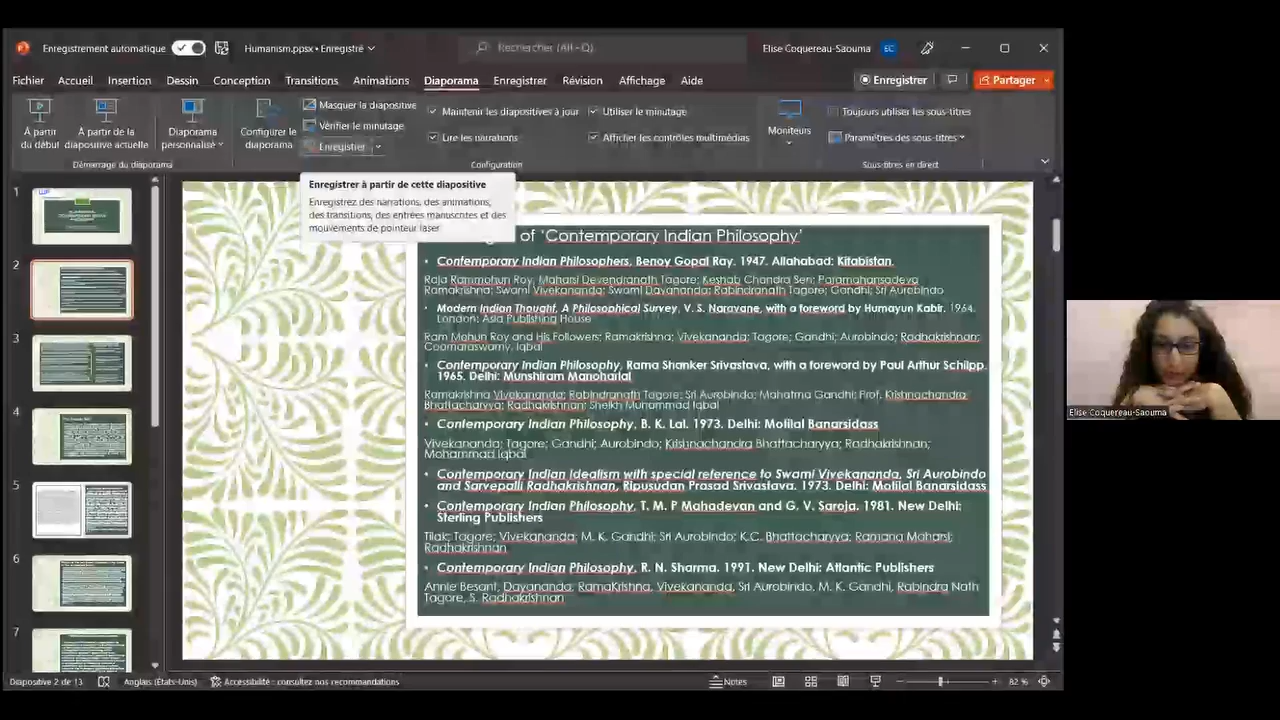 Enregistrement automatique
Humanism.ppsx • Enregistré
Rechercher (Alt+Q)
Elise Coquereau-Saouma
EC
Fichier Accueil Insertion Dessin Conception Transitions Animations Diaporama Enregistrer Révision Affichage Aide
Enregistrer
Partager
À partir du début
À partir de la diapositive actuelle
Diaporama personnalisé
Configurer le diaporama
Masquer la diapositive
Vérifier le minutage
Enregistrer
Maintenir les diapositives à jour
Utiliser le minutage
Lire les narrations
Afficher les contrôles multimédias
Moniteurs
Toujours utiliser les sous-titres
Paramètres des sous-titres
Démarrage du diaporama
Configuration
Sous-titres en direct
Enregistrer à partir de cette diapositive
Enregistrez des narrations, des animations,
des transitions, des entrées manuscrites et des
mouvements de pointeur laser
of ‘Contemporary Indian Philosophy’
• Contemporary Indian Philosophers, Benoy Gopal Ray. 1947. Allahabad: Kitabistan.
Raja Rammohun Roy, Maharsi Devendranath Tagore; Keshab Chandra Sen; Paramahansadeva
Ramakrishna; Swami Vivekananda; Swami Dayananda; Rabindranath Tagore; Gandhi; Sri Aurobindo
• Modern Indian Thought. A Philosophical Survey, V. S. Naravane, with a foreword by Humayun Kabir. 1964.
London: Asia Publishing House
Ram Mohun Roy and His Followers; Ramakrishna; Vivekananda; Tagore; Gandhi; Aurobindo; Radhakrishnan;
Coomaraswamy, Iqbal
• Contemporary Indian Philosophy, Rama Shanker Srivastava, with a foreword by Paul Arthur Schilpp.
1965. Delhi: Munshiram Manoharlal
Ramakrishna Vivekananda; Rabindranath Tagore; Sri Aurobindo; Mahatma Gandhi; Prof. Krishnachandra
Bhattacharyya; Radhakrishnan; Sheikh Muhammad Iqbal
Contemporary Indian Philosophy, B. K. Lal. 1973. Delhi: Motilal Banarsidass
Vivekananda; Tagore; Gandhi; Aurobindo; Krishnachandra Bhattacharyya; Radhakrishnan;
Mohammad Iqbal
• Contemporary Indian Idealism with special reference to Swami Vivekananda, Sri Aurobindo
and Sarvepalli Radhakrishnan, Ripusudan Prasad Srivastava. 1973. Delhi: Motilal Banarsidass
• Contemporary Indian Philosophy, T. M. P Mahadevan and G. V. Saroja. 1981. New Delhi:
Sterling Publishers
Tilak; Tagore; Vivekananda; M. K. Gandhi; Sri Aurobindo; K.C. Bhattacharyya; Ramana Maharsi;
Radhakrishnan
• Contemporary Indian Philosophy, R. N. Sharma. 1991. New Delhi: Atlantic Publishers
Annie Besant, Dayananda, RamaKrishna, Vivekananda, Sri Aurobindo, M. K. Gandhi, Rabindra Nath
Tagore, S. Radhakrishnan
1
2
3
4
5
6
7
Elise Coquereau-Saouma
Diapositive 2 de 13
Anglais (États-Unis)
Accessibilité : consultez nos recommandations
Notes
82 %